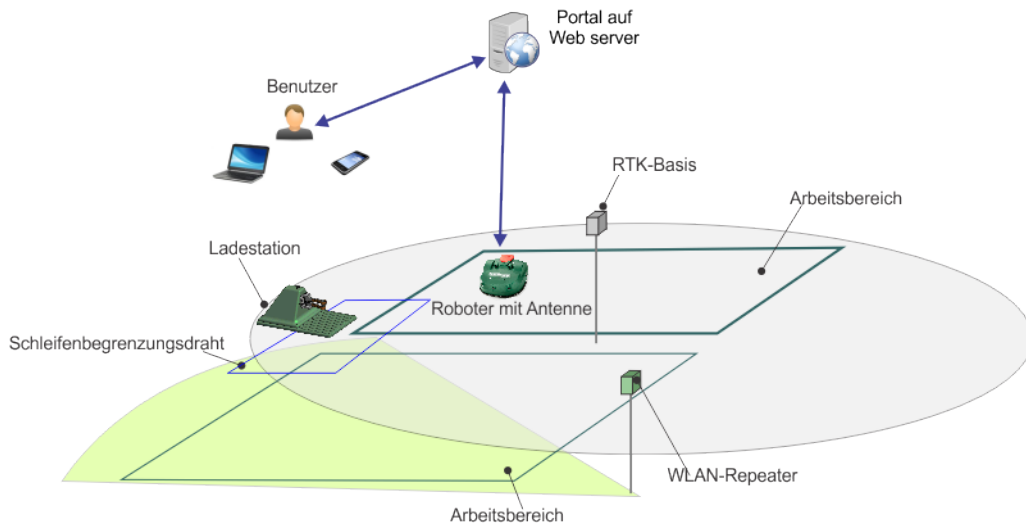 Portal auf
Web server
Benutzer
RTK-Basis
Arbeitsbereich
Ladestation
Roboter mit Antenne
Schleifenbegrenzungsdraht
WLAN-Repeater
Arbeitsbereich